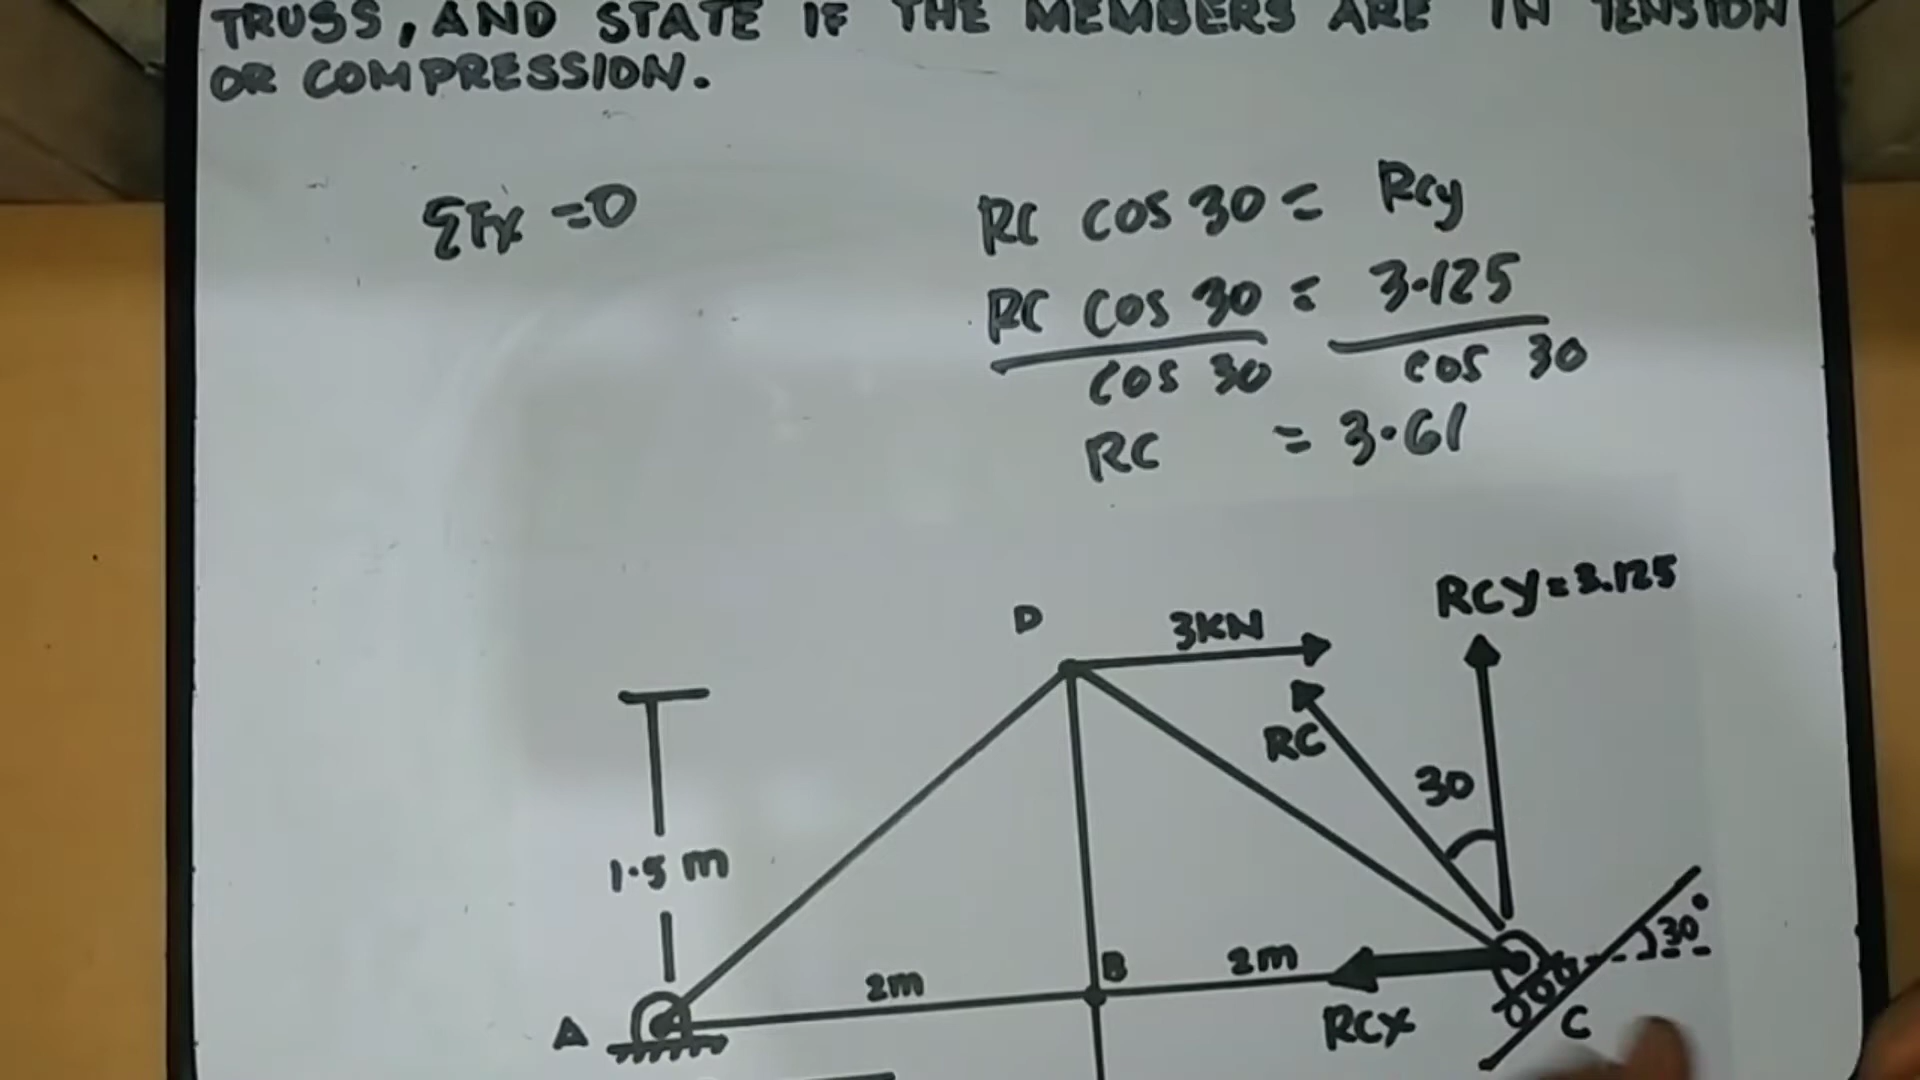 TRUSS, AND STATE IF THE MEMBERS ARE IN TENSION
OR COMPRESSION.
ΣFx =0
RC COS 30 = RCy
RC COS 30 = 3.125
COS 30 COS 30
RC = 3.61
RCY=3.125
D 3KN
RC
30
1.5 m
30°
2m B 2m
A RCX C